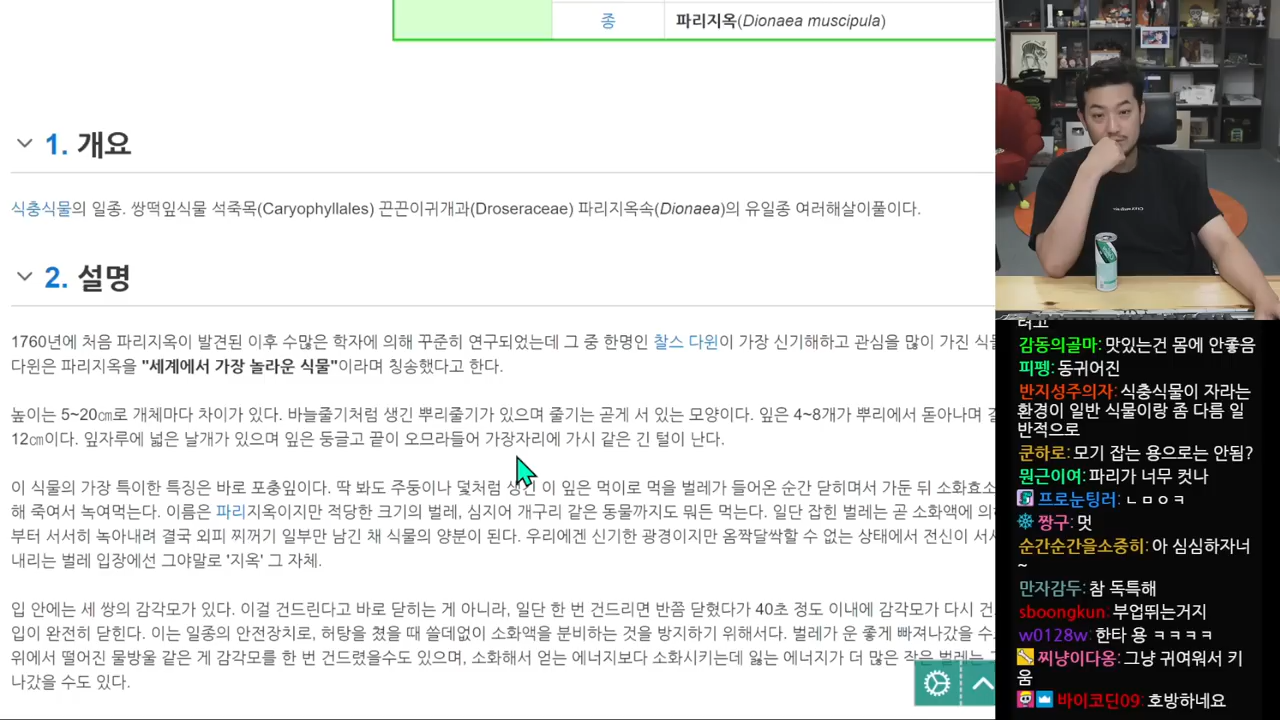 종
파리지옥(Dionaea muscipula)
1. 개요
식충식물의 일종. 쌍떡잎식물 석죽목(Caryophyllales) 끈끈이귀개과(Droseraceae) 파리지옥속(Dionaea)의 유일종 여러해살이풀이다.
2. 설명
1760년에 처음 파리지옥이 발견된 이후 수많은 학자에 의해 꾸준히 연구되었는데 그 중 한명인 찰스 다윈이 가장 신기해하고 관심을 많이 가진 식
다윈은 파리지옥을 "세계에서 가장 놀라운 식물"이라며 칭송했다고 한다.
높이는 5~20㎝로 개체마다 차이가 있다. 바늘줄기처럼 생긴 뿌리줄기가 있으며 줄기는 곧게 서 있는 모양이다. 잎은 4~8개가 뿌리에서 돋아나며
12㎝이다. 잎자루에 넓은 날개가 있으며 잎은 둥글고 끝이 오므라들어 가장자리에 가시 같은 긴 털이 난다.
이 식물의 가장 특이한 특징은 바로 포충잎이다. 딱 봐도 주둥이나 덫처럼 생긴 이 잎은 먹이로 먹을 벌레가 들어온 순간 닫히면서 가둔 뒤 소화효소
해 죽여서 녹여먹는다. 이름은 파리지옥이지만 적당한 크기의 벌레, 심지어 개구리 같은 동물까지도 뭐든 먹는다. 일단 잡힌 벌레는 곧 소화액에 의
부터 서서히 녹아내려 결국 외피 찌꺼기 일부만 남긴 채 식물의 양분이 된다. 우리에겐 신기한 광경이지만 옴짝달싹할 수 없는 상태에서 전신이 서서
내리는 벌레 입장에선 그야말로 '지옥' 그 자체.
입 안에는 세 쌍의 감각모가 있다. 이걸 건드린다고 바로 닫히는 게 아니라, 일단 한 번 건드리면 반쯤 닫혔다가 40초 정도 이내에 감각모가 다시 건
입이 완전히 닫힌다. 이는 일종의 안전장치로, 허탕을 쳤을 때 쓸데없이 소화액을 분비하는 것을 방지하기 위해서다. 벌레가 운 좋게 빠져나갔을 수
위에서 떨어진 물방울 같은 게 감각모를 한 번 건드렸을수도 있으며, 소화해서 얻는 에너지보다 소화시키는데 잃는 에너지가 더 많은 작은 벌레는
나갔을 수도 있다.
러고
감동의골마: 맛있는건 몸에 안좋음
피펭: 동귀어진
반지성주의자: 식충식물이 자라는
환경이 일반 식물이랑 좀 다름 일
반적으로
쿤하로: 모기 잡는 용으로는 안됨?
뭔근이여: 파리가 너무 컷나
프로눈팅러: ㄴㅁㅇㅋ
짱구: 멋
순간순간을소중히: 아 심심하자너
~
만자감두: 참 독특해
sboongkun: 부업뛰는거지
w0128w: 한타 용 ㅋㅋㅋㅋ
찌냥이다옹: 그냥 귀여워서 키
움
바이코딘09: 호방하네요